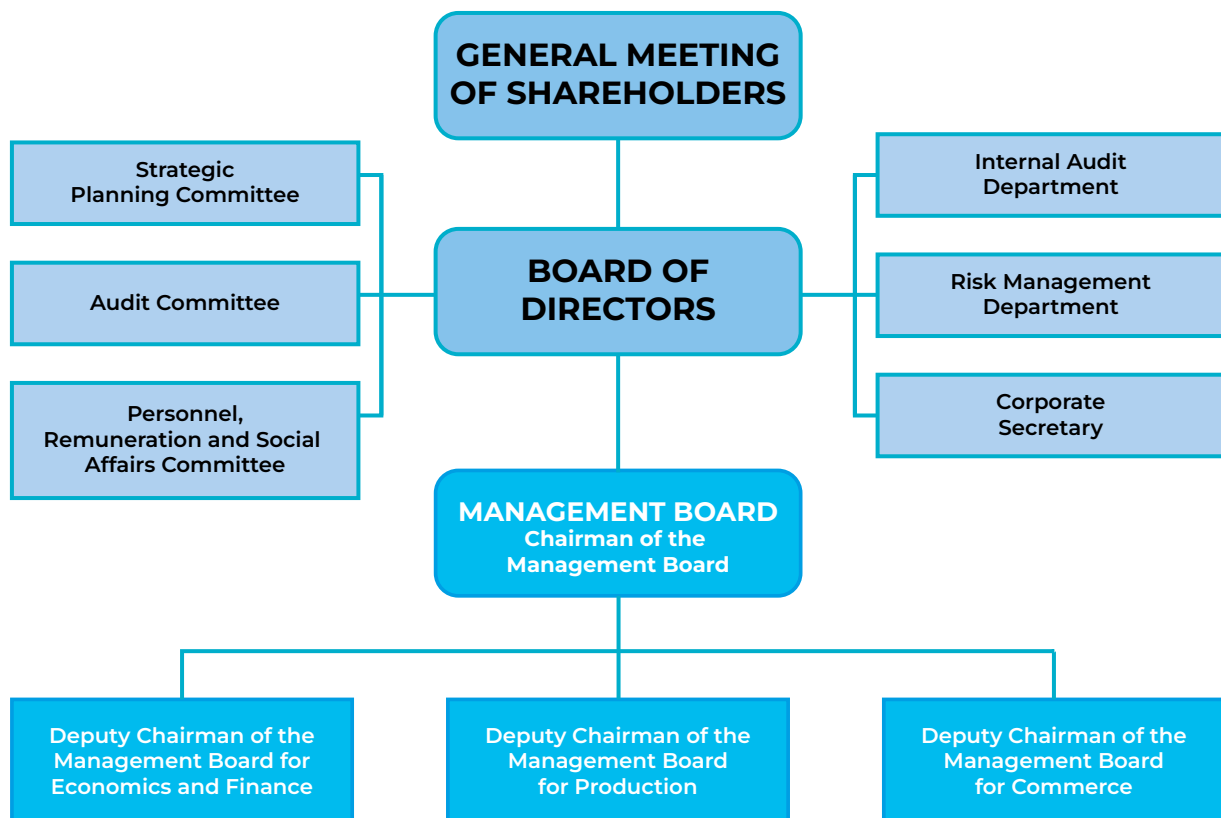 GENERAL MEETING
OF SHAREHOLDERS
Strategic
Planning Committee
Audit Committee
Personnel,
Remuneration and Social
Affairs Committee
BOARD OF
DIRECTORS
Internal Audit
Department
Risk Management
Department
Corporate
Secretary
MANAGEMENT BOARD
Chairman of the
Management Board
Deputy Chairman of the
Management Board for
Economics and Finance
Deputy Chairman of the
Management Board
for Production
Deputy Chairman of the
Management Board
for Commerce